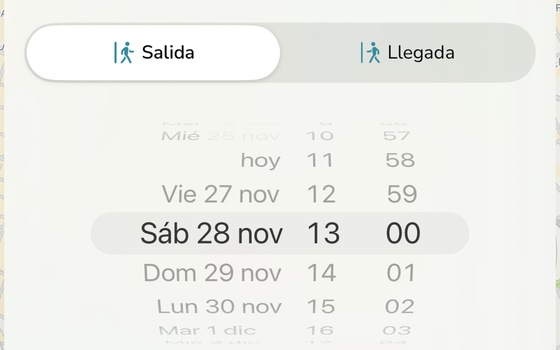 Salida Llegada
Mié 25 nov 10 57
hoy 11 58
Vie 27 nov 12 59
Sáb 28 nov 13 00
Dom 29 nov 14 01
Lun 30 nov 15 02
Mar 1 dic 16 03